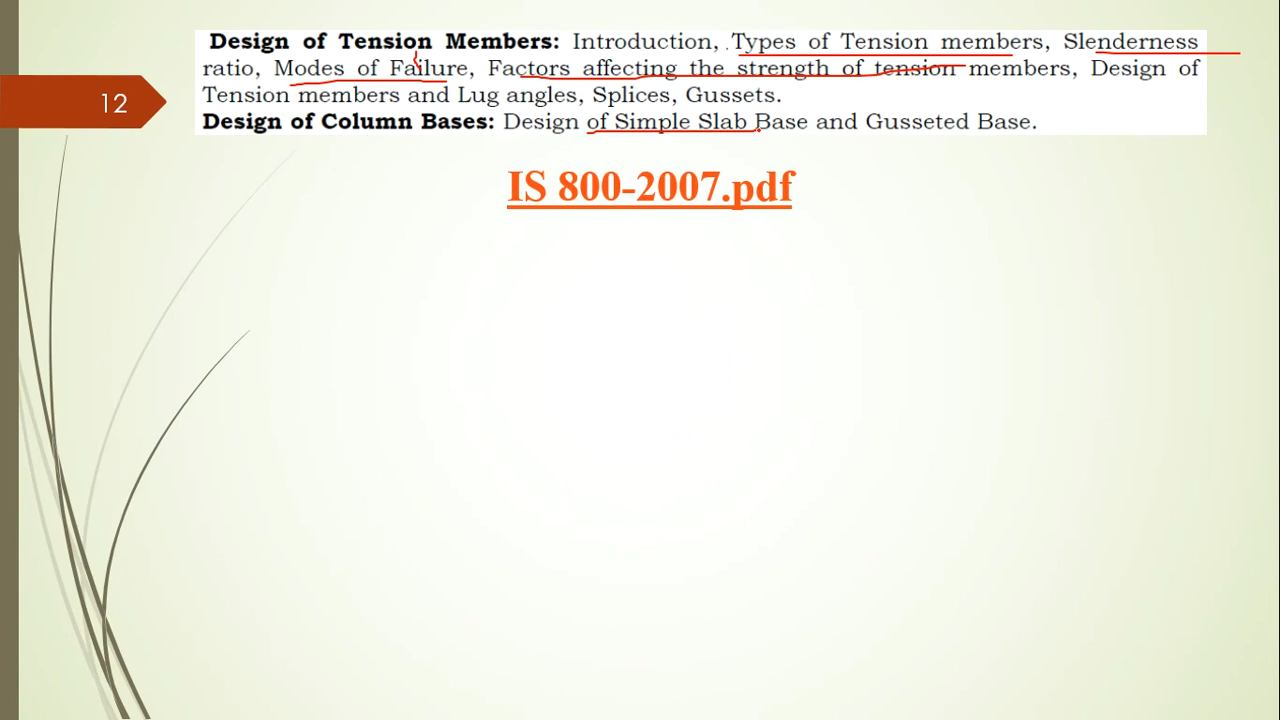 Design of Tension Members: Introduction, Types of Tension members, Slenderness
ratio, Modes of Failure, Factors affecting the strength of tension members, Design of
Tension members and Lug angles, Splices, Gussets.
Design of Column Bases: Design of Simple Slab Base and Gusseted Base.
12
IS 800-2007.pdf